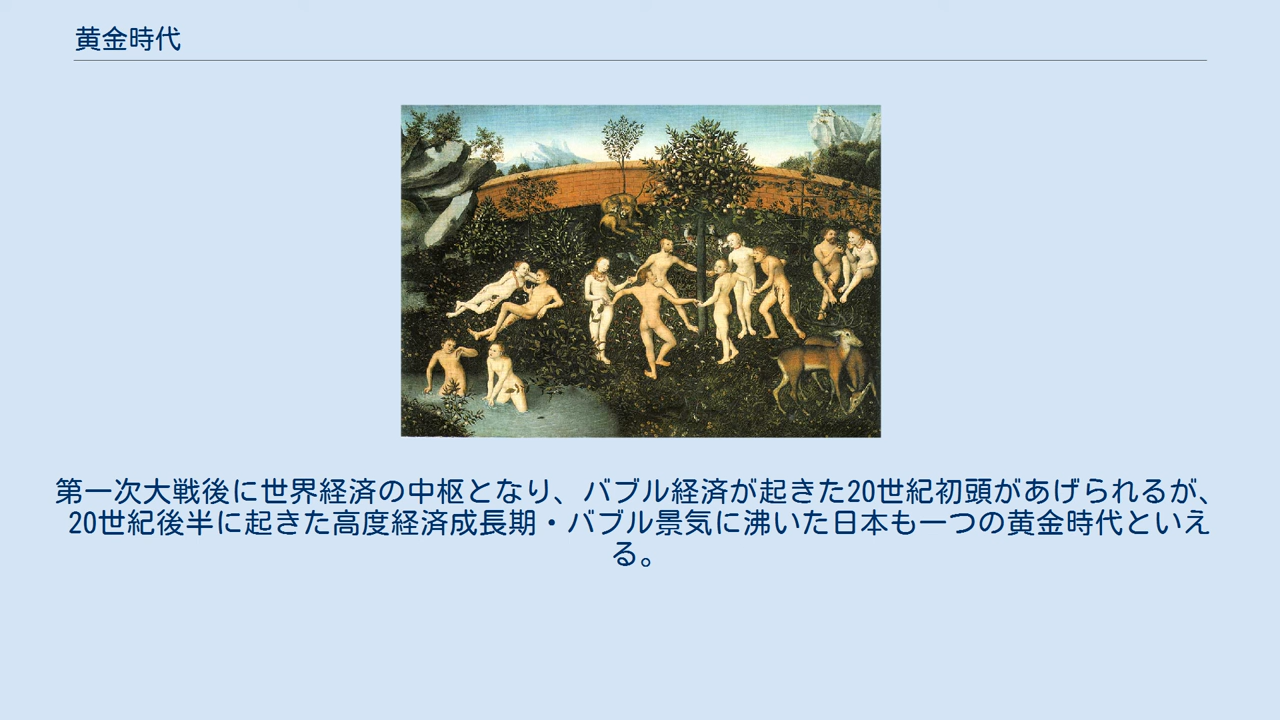 黄金時代
第一次大戦後に世界経済の中枢となり、バブル経済が起きた20世紀初頭があげられるが、
20世紀後半に起きた高度経済成長期・バブル景気に沸いた日本も一つの黄金時代といえ
る。